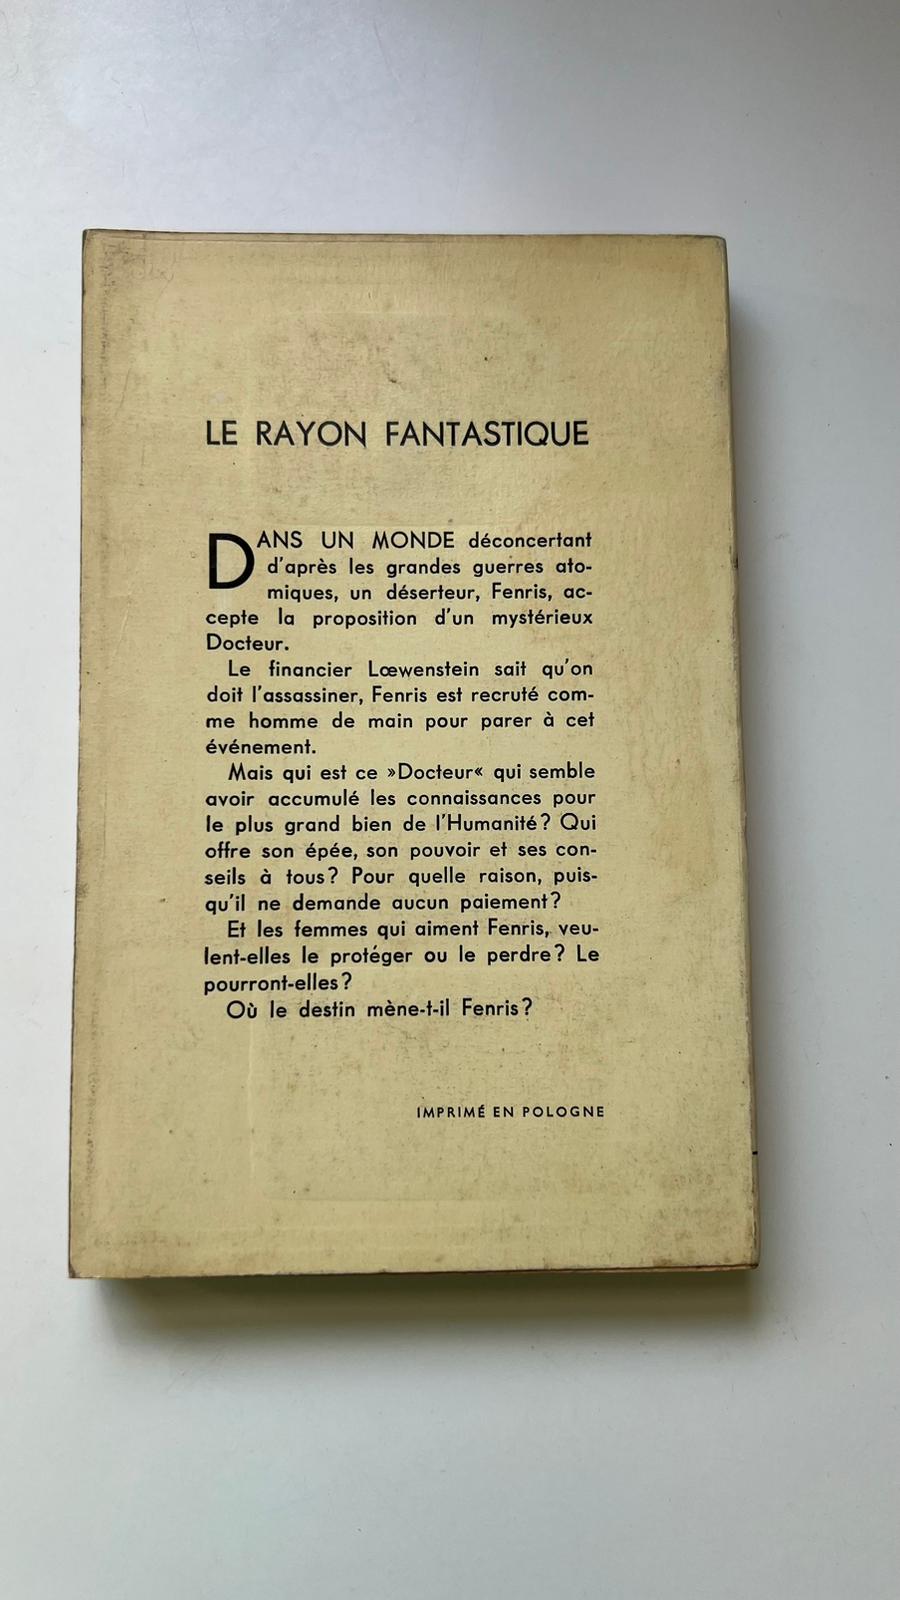 LE RAYON FANTASTIQUE
DANS UN MONDE déconcertant
d'après les grandes guerres ato-
miques, un déserteur, Fenris, ac-
cepte la proposition d'un mystérieux
Docteur.
Le financier Lœwenstein sait qu'on
doit l'assassiner, Fenris est recruté com-
me homme de main pour parer à cet
événement.
Mais qui est ce »Docteur« qui semble
avoir accumulé les connaissances pour
le plus grand bien de l'Humanité? Qui
offre son épée, son pouvoir et ses con-
seils à tous? Pour quelle raison, puis-
qu'il ne demande aucun paiement?
Et les femmes qui aiment Fenris, veu-
lent-elles le protéger ou le perdre? Le
pourront-elles?
Où le destin mène-t-il Fenris?
IMPRIMÉ EN POLOGNE